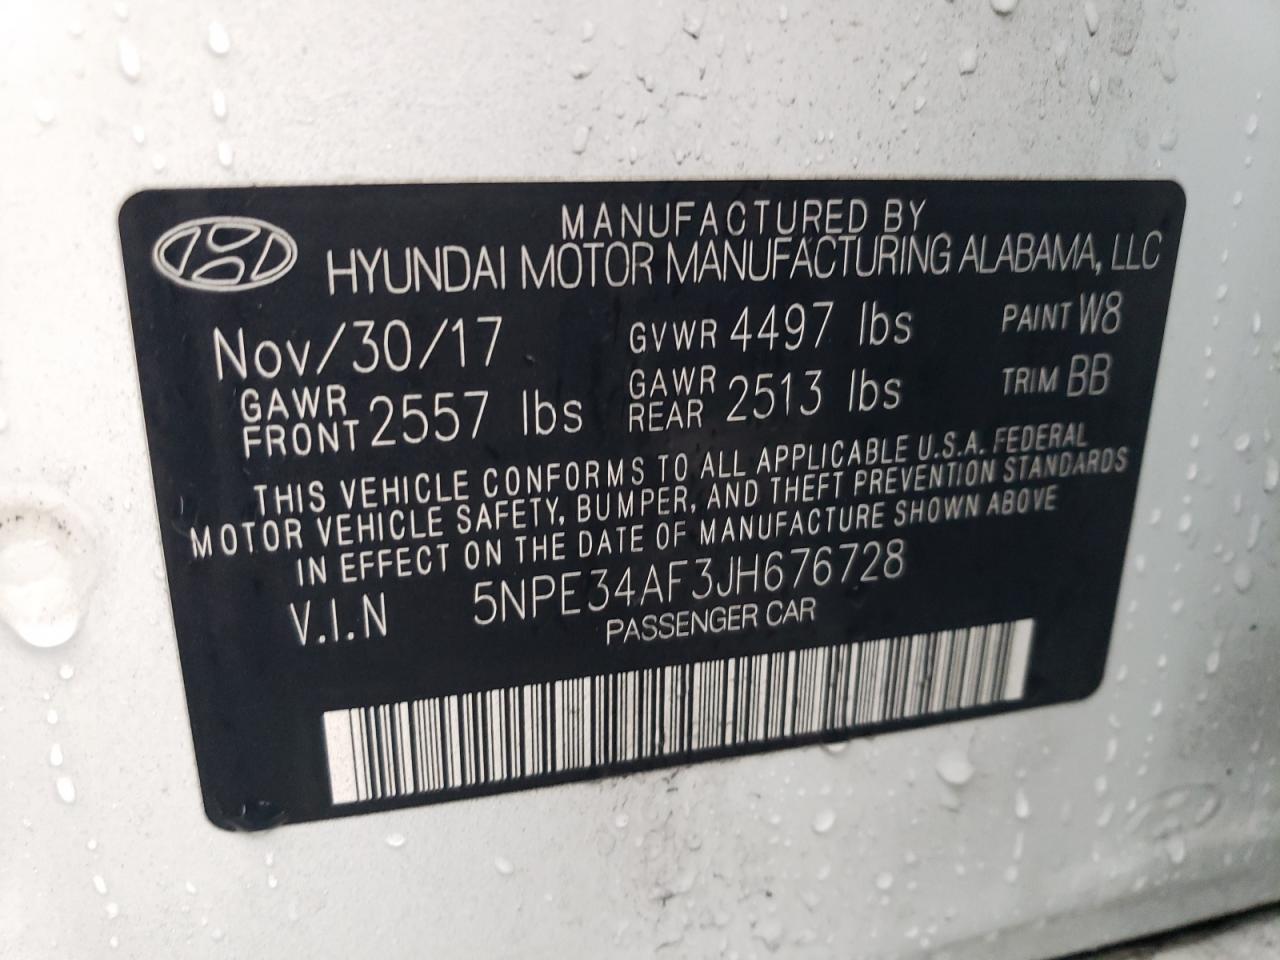 MANUFACTURED BY
HYUNDAI MOTOR MANUFACTURING ALABAMA, LLC
Nov/30/17 GVWR 4497 lbs PAINT W8
GAWR FRONT 2557 lbs GAWR REAR 2513 lbs TRIM BB
THIS VEHICLE CONFORMS TO ALL APPLICABLE U.S.A. FEDERAL
MOTOR VEHICLE SAFETY, BUMPER, AND THEFT PREVENTION STANDARDS
IN EFFECT ON THE DATE OF MANUFACTURE SHOWN ABOVE
V.I.N 5NPE34AF3JH676728
PASSENGER CAR